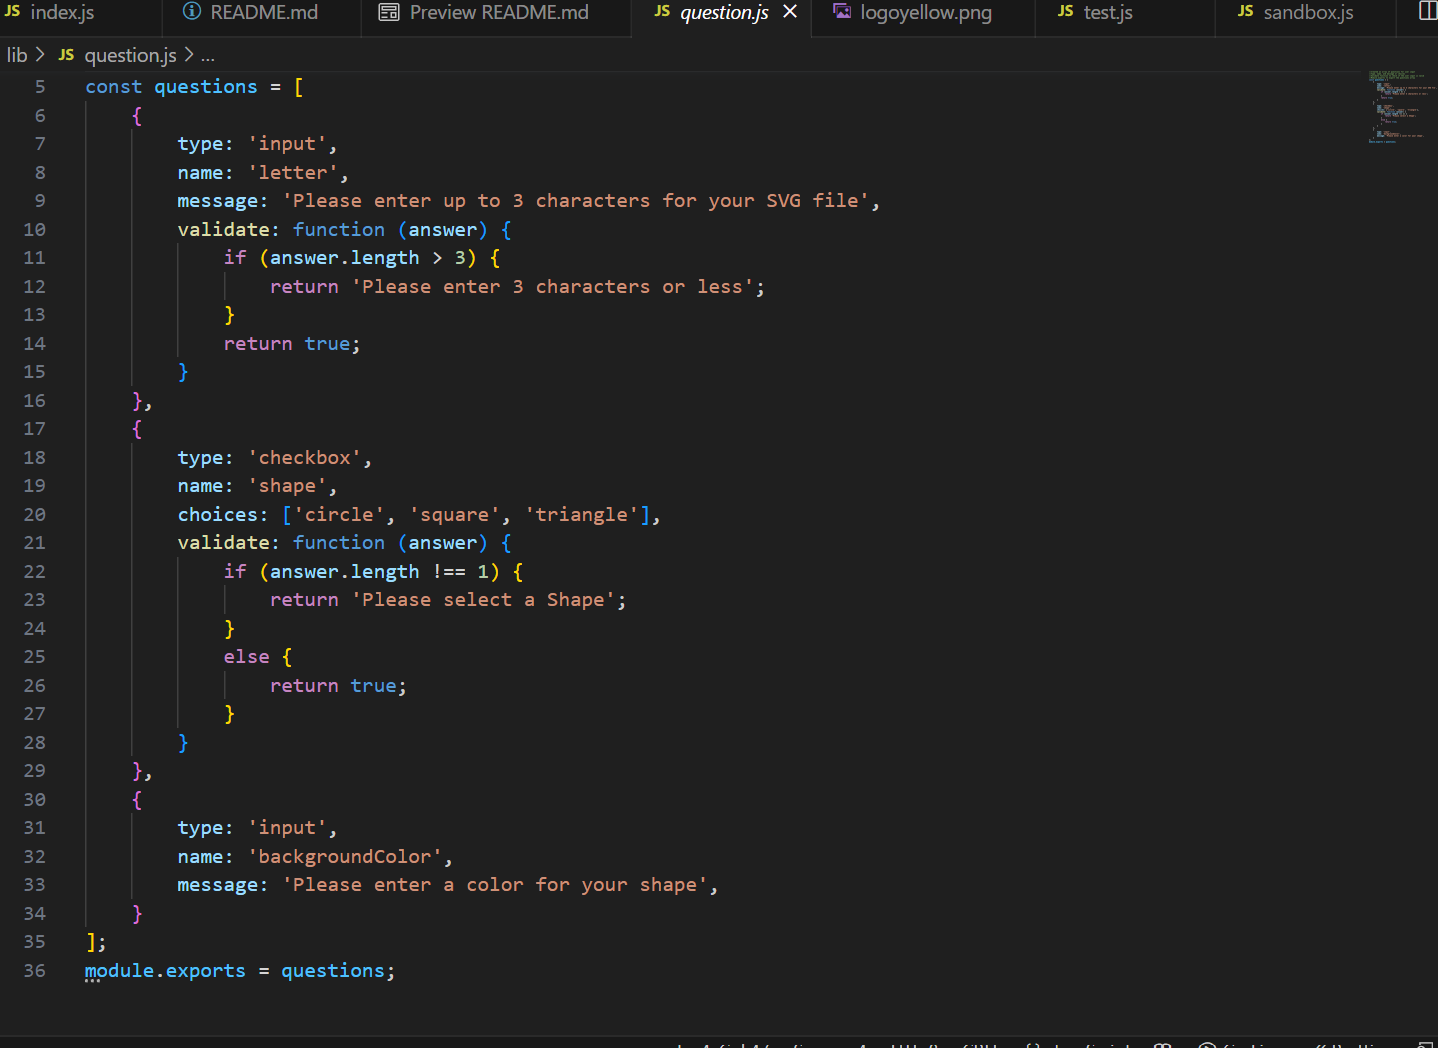 JS index.js README.md Preview README.md JS question.js logoyellow.png JS test.js JS sandbox.js
lib > JS question.js > ...
5 const questions = [
6 {
7 type: 'input',
8 name: 'letter',
9 message: 'Please enter up to 3 characters for your SVG file',
10 validate: function (answer) {
11 if (answer.length > 3) {
12 return 'Please enter 3 characters or less';
13 }
14 return true;
15 }
16 },
17 {
18 type: 'checkbox',
19 name: 'shape',
20 choices: ['circle', 'square', 'triangle'],
21 validate: function (answer) {
22 if (answer.length !== 1) {
23 return 'Please select a Shape';
24 }
25 else {
26 return true;
27 }
28 }
29 },
30 {
31 type: 'input',
32 name: 'backgroundColor',
33 message: 'Please enter a color for your shape',
34 }
35 ];
36 module.exports = questions;